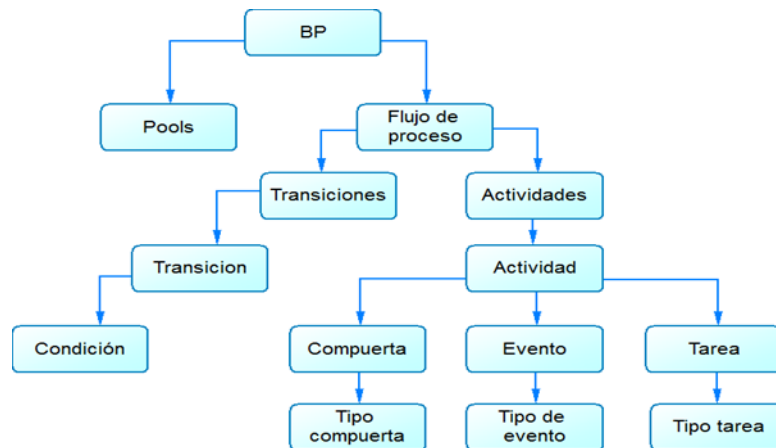 BP
Pools
Flujo de
proceso
Transiciones
Actividades
Transicion
Actividad
Condición
Compuerta
Evento
Tarea
Tipo
compuerta
Tipo de
evento
Tipo tarea